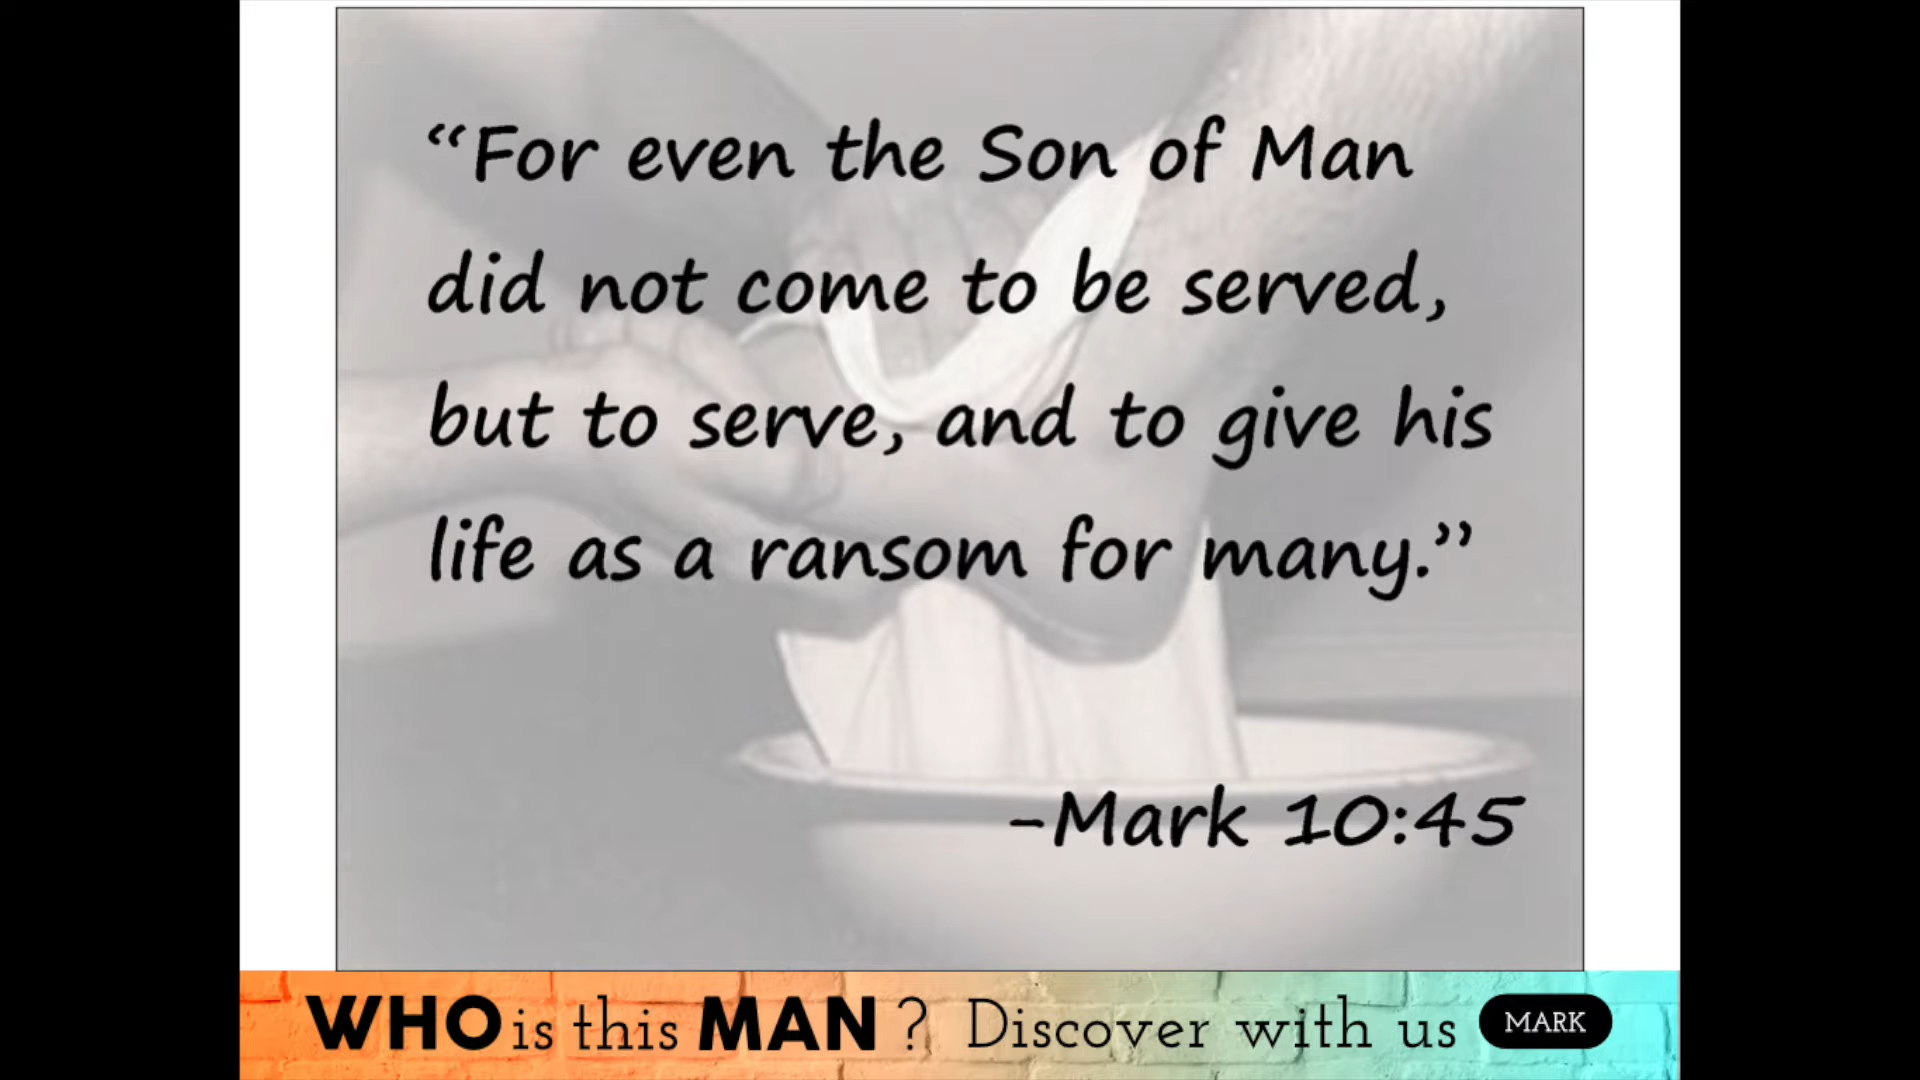 “For even the Son of Man
did not come to be served,
but to serve, and to give his
life as a ransom for many.”
-Mark 10:45
WHO is this MAN ? Discover with us MARK